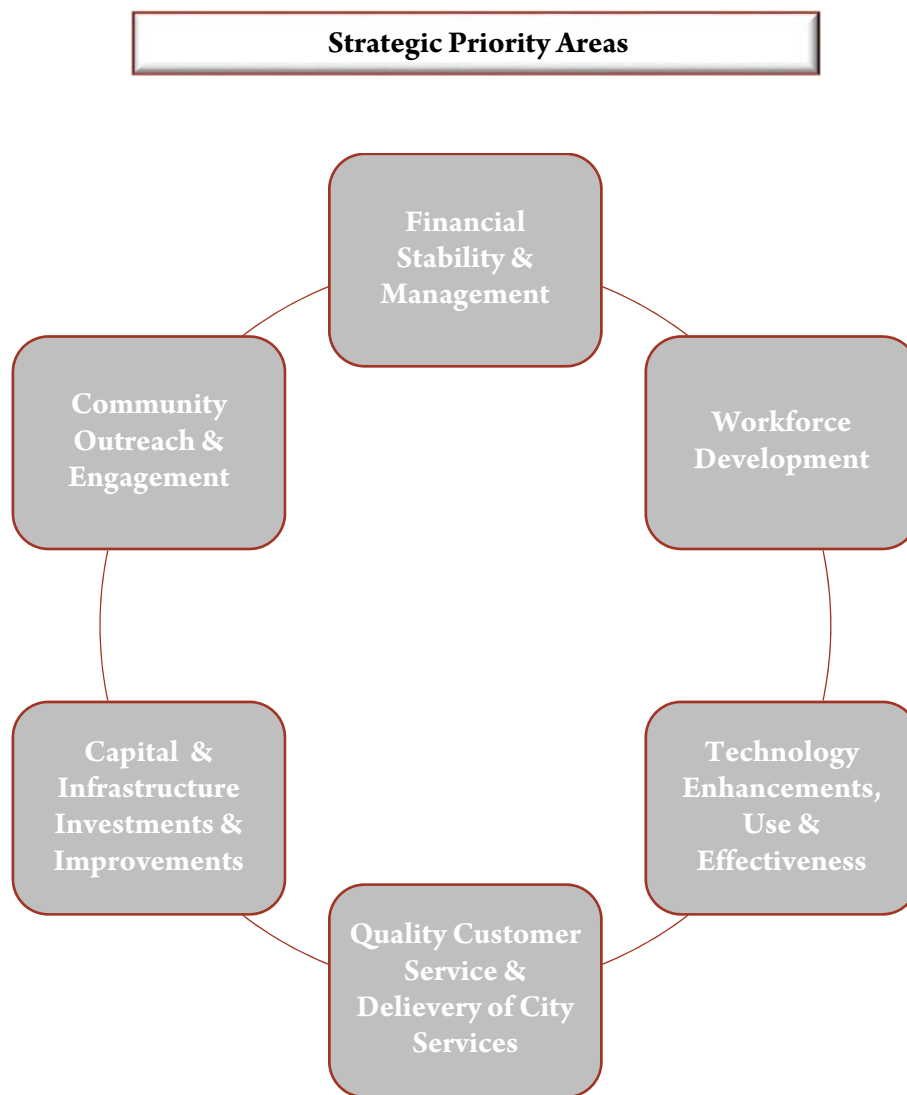 Strategic Priority Areas
Financial
Stability &
Management
Workforce
Development
Technology
Enhancements,
Use &
Effectiveness
Quality Customer
Service &
Delievery of City
Services
Capital &
Infrastructure
Investments &
Improvements
Community
Outreach &
Engagement